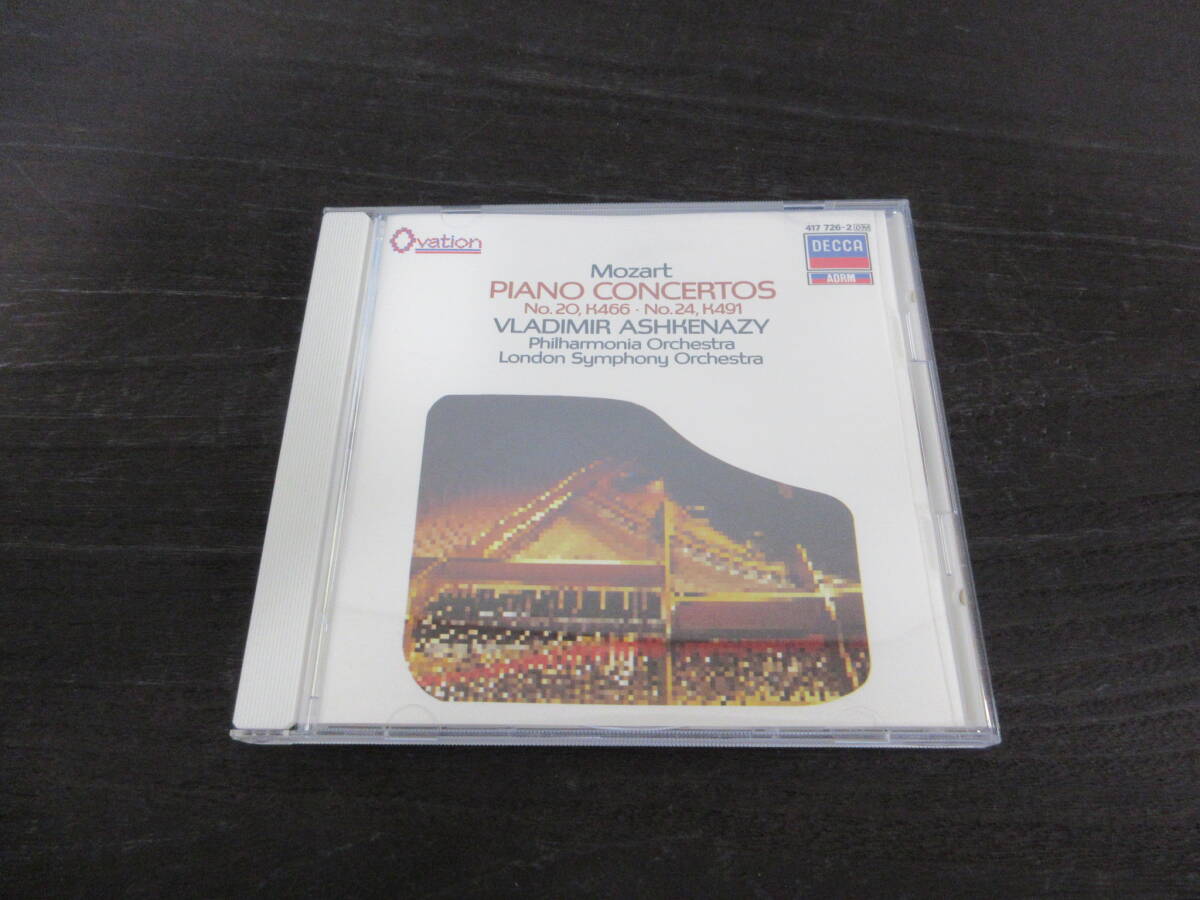 Ovation
417 726-2 DM
DECCA
ADRM
Mozart
PIANO CONCERTOS
No. 20, K466 · No. 24, K491
VLADIMIR ASHKENAZY
Philharmonia Orchestra
London Symphony Orchestra